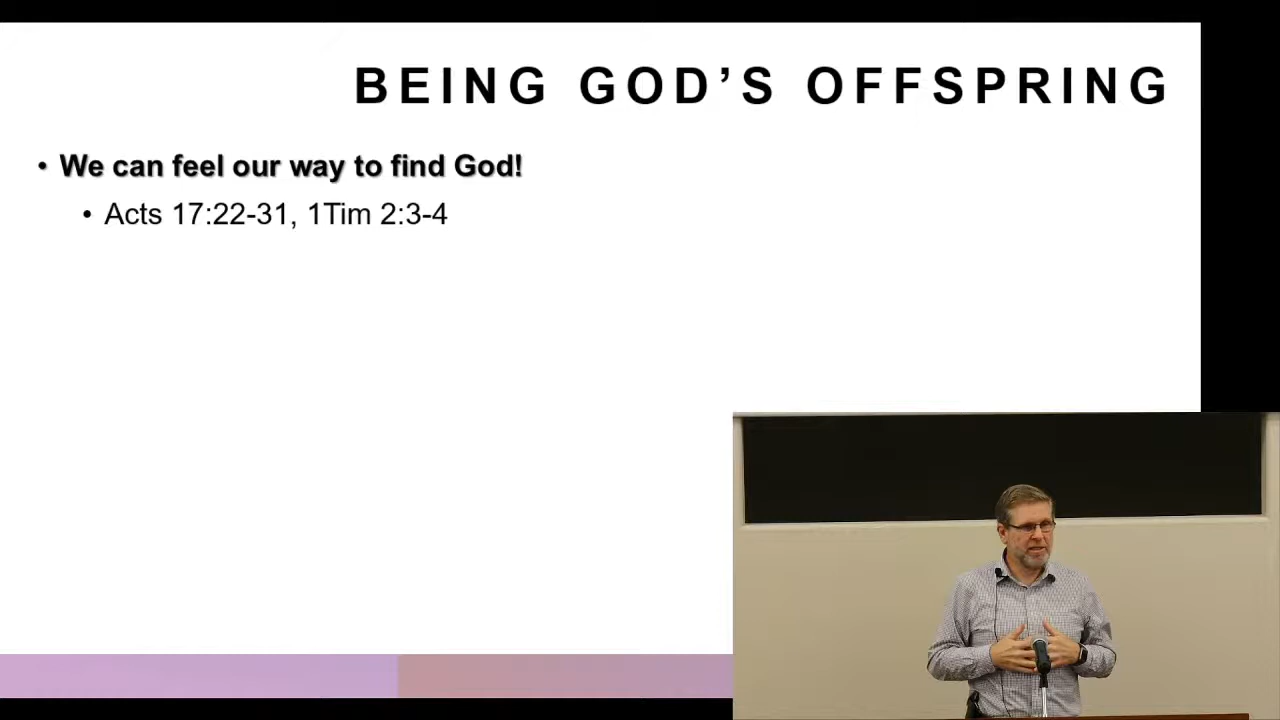 BEING GOD’S OFFSPRING
• We can feel our way to find God!
• Acts 17:22-31, 1Tim 2:3-4